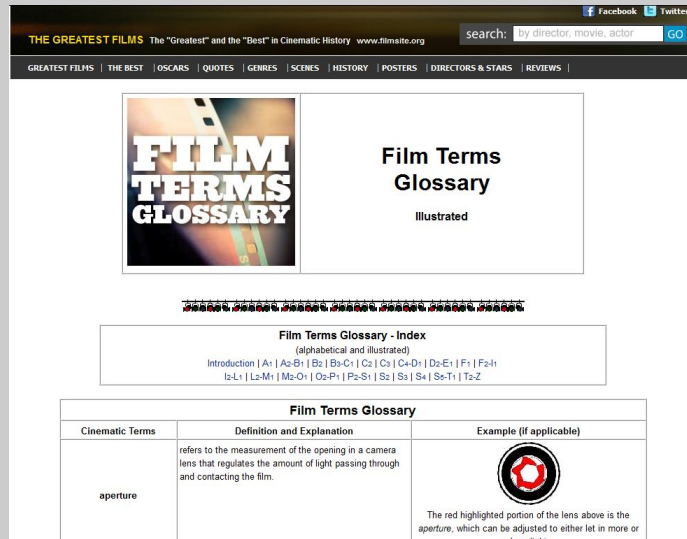 Facebook Twitter
THE GREATEST FILMS The "Greatest" and the "Best" in Cinematic History www.filmsite.org
search: by director, movie, actor GO
GREATEST FILMS | THE BEST | OSCARS | QUOTES | GENRES | SCENES | HISTORY | POSTERS | DIRECTORS & STARS | REVIEWS |
FILM
TERMS
GLOSSARY
Film Terms
Glossary
Illustrated
Film Terms Glossary - Index
(alphabetical and illustrated)
Introduction | A1 | A2-B1 | B2 | B3-C1 | C2 | C3 | C4-D1 | D2-E1 | F1 | F2-I1
I2-L1 | L2-M1 | M2-O1 | O2-P1 | P2-S1 | S2 | S3 | S4 | S5-T1 | T2-Z
Film Terms Glossary
Cinematic Terms Definition and Explanation Example (if applicable)
aperture
refers to the measurement of the opening in a camera
lens that regulates the amount of light passing through
and contacting the film.
The red highlighted portion of the lens above is the
aperture, which can be adjusted to either let in more or